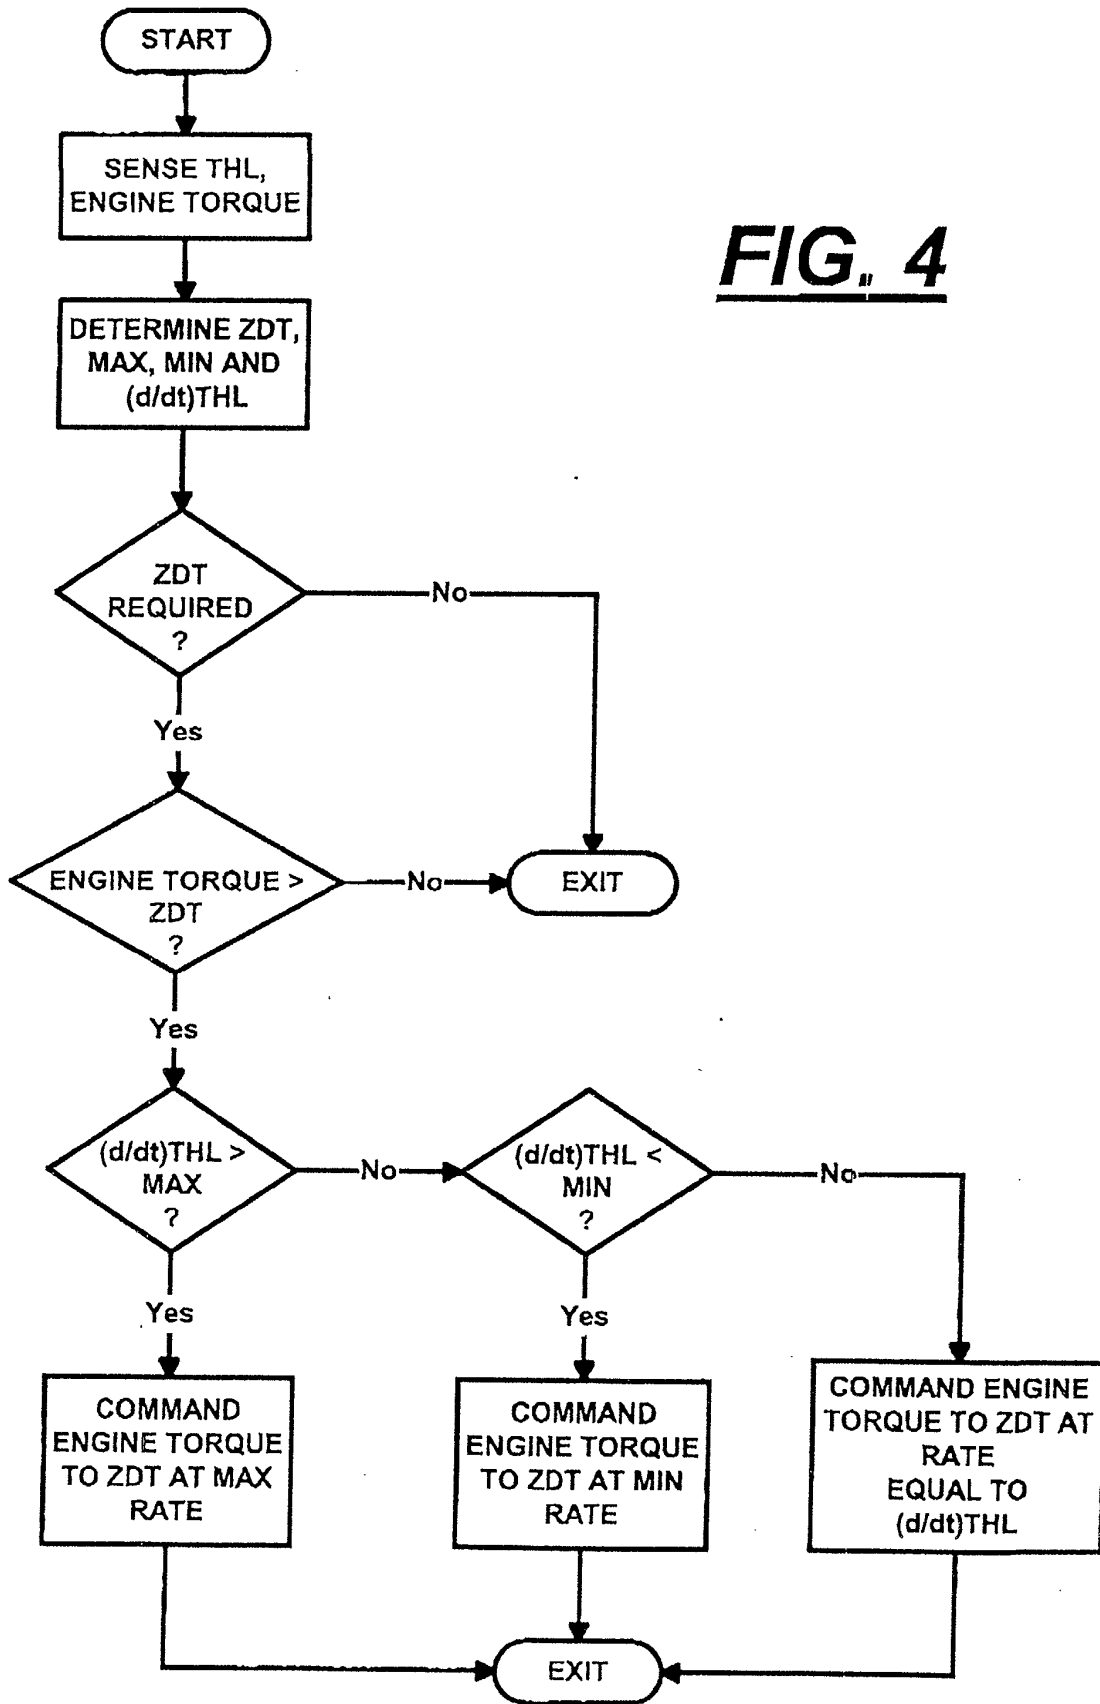 START
SENSE THL,
ENGINE TORQUE
FIG. 4
DETERMINE ZDT,
MAX, MIN AND
(d/dt)THL
ZDT
REQUIRED
?
No
Yes
ENGINE TORQUE >
ZDT
?
No
EXIT
Yes
(d/dt)THL >
MAX
?
No
(d/dt)THL <
MIN
?
No
Yes
Yes
COMMAND
ENGINE TORQUE
TO ZDT AT MAX
RATE
COMMAND
ENGINE TORQUE
TO ZDT AT MIN
RATE
COMMAND ENGINE
TORQUE TO ZDT AT
RATE
EQUAL TO
(d/dt)THL
EXIT